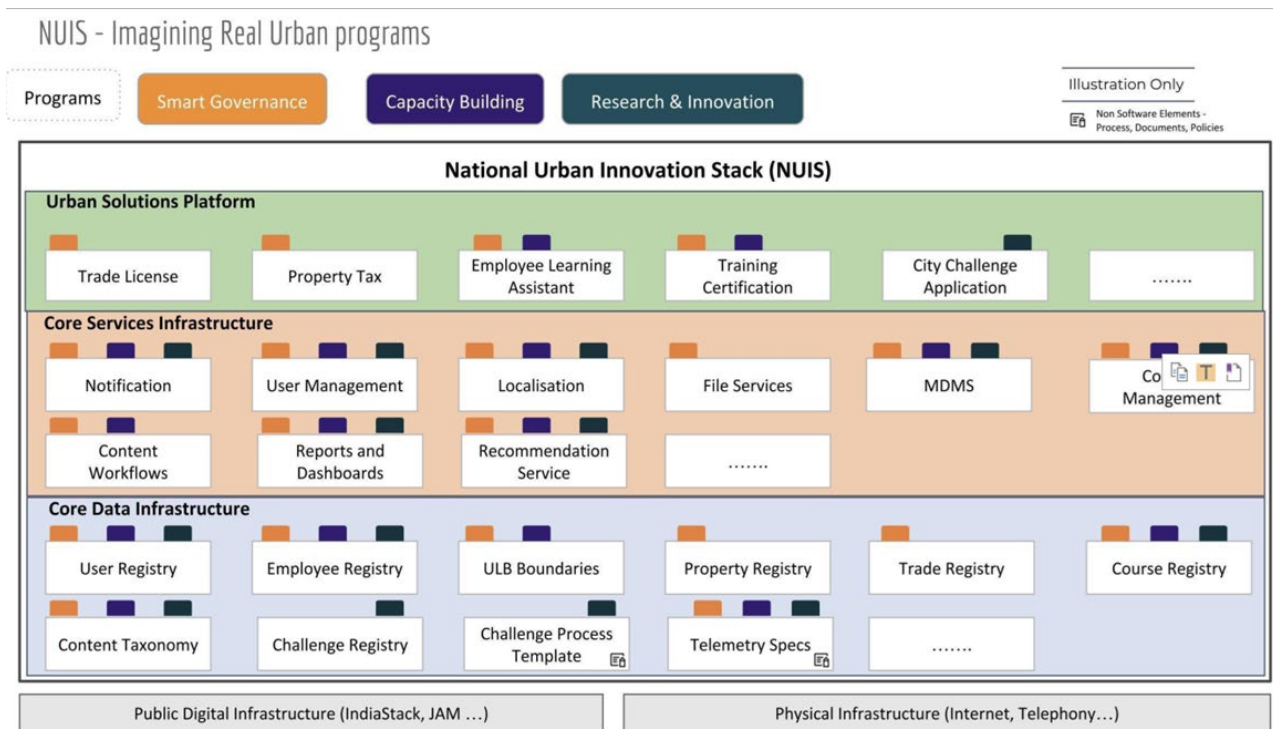 NUIS - Imagining Real Urban programs
Programs
Smart Governance
Capacity Building
Research & Innovation
Illustration Only
Non Software Elements -
Process, Documents, Policies
National Urban Innovation Stack (NUIS)
Urban Solutions Platform
Trade License
Property Tax
Employee Learning
Assistant
Training
Certification
City Challenge
Application
.......
Core Services Infrastructure
Notification
User Management
Localisation
File Services
MDMS
Management
Content
Workflows
Reports and
Dashboards
Recommendation
Service
.......
Core Data Infrastructure
User Registry
Employee Registry
ULB Boundaries
Property Registry
Trade Registry
Course Registry
Content Taxonomy
Challenge Registry
Challenge Process
Template
Telemetry Specs
.......
Public Digital Infrastructure (IndiaStack, JAM ...)
Physical Infrastructure (Internet, Telephony...)